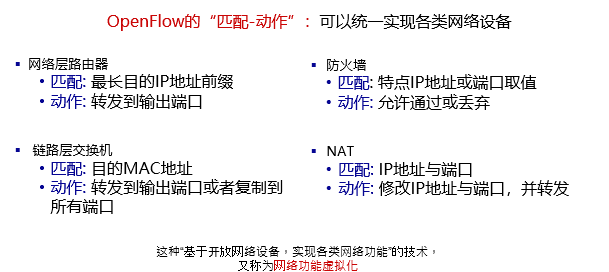 OpenFlow的“匹配-动作”：可以统一实现各类网络设备
▪ 网络层路由器
• 匹配: 最长目的IP地址前缀
• 动作: 转发到输出端口
▪ 链路层交换机
• 匹配: 目的MAC地址
• 动作: 转发到输出端口或者复制到
所有端口
▪ 防火墙
• 匹配: 特点IP地址或端口取值
• 动作: 允许通过或丢弃
▪ NAT
• 匹配: IP地址与端口
• 动作: 修改IP地址与端口，并转发
这种“基于开放网络设备，实现各类网络功能”的技术，
又称为网络功能虚拟化